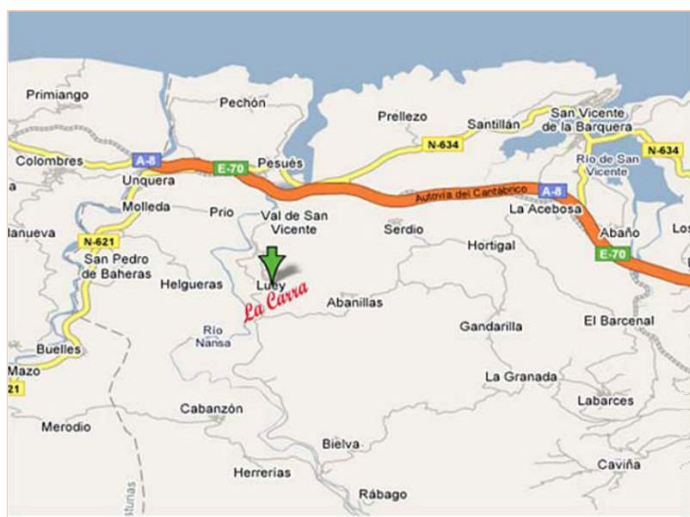 Primiango
Pechón
Prellezo
Santillán
San Vicente
de la Barquera
N-634
N-634
Colombres
A-8
E-70
Pesués
Río de San
Vicente
Unquera
Autovía del Cantábrico
A-8
Molleda
Prio
Val de San
Vicente
La Acebosa
lanueva
N-621
Serdio
Abaño
Los
San Pedro
de Baheras
Hortigal
E-70
Helgueras
Luey
La Carra
Abanillas
Gandarilla
El Barcenal
Río
Nansa
Buelles
Mazo
21
La Granada
Labarces
Cabanzón
Merodio
Bielva
Caviña
Herrerías
Rábago
sturias